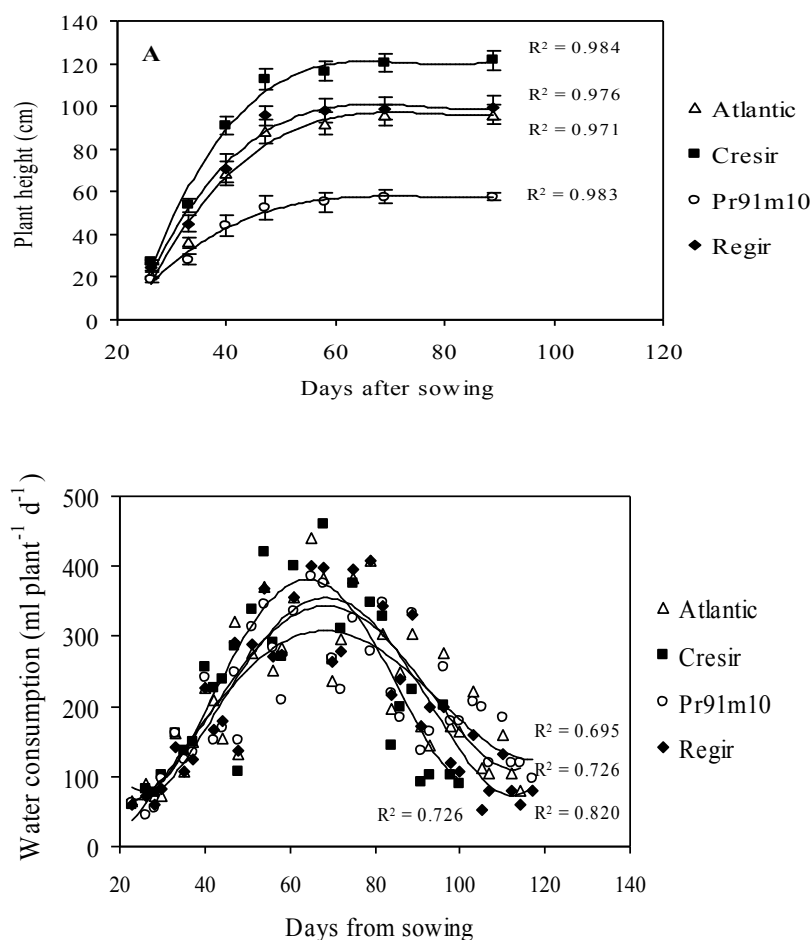 140
120
100
80
60
40
20
0
A
R² = 0.984
R² = 0.976
R² = 0.971
R² = 0.983
Plant height (cm)
20 40 60 80 100 120
Days after sowing
Atlantic
Cresir
Pr91m10
Regir
500
400
300
200
100
0
Water consumption (ml plant⁻¹ d⁻¹)
R² = 0.695
R² = 0.726
R² = 0.726
R² = 0.820
20 40 60 80 100 120 140
Days from sowing
Atlantic
Cresir
Pr91m10
Regir